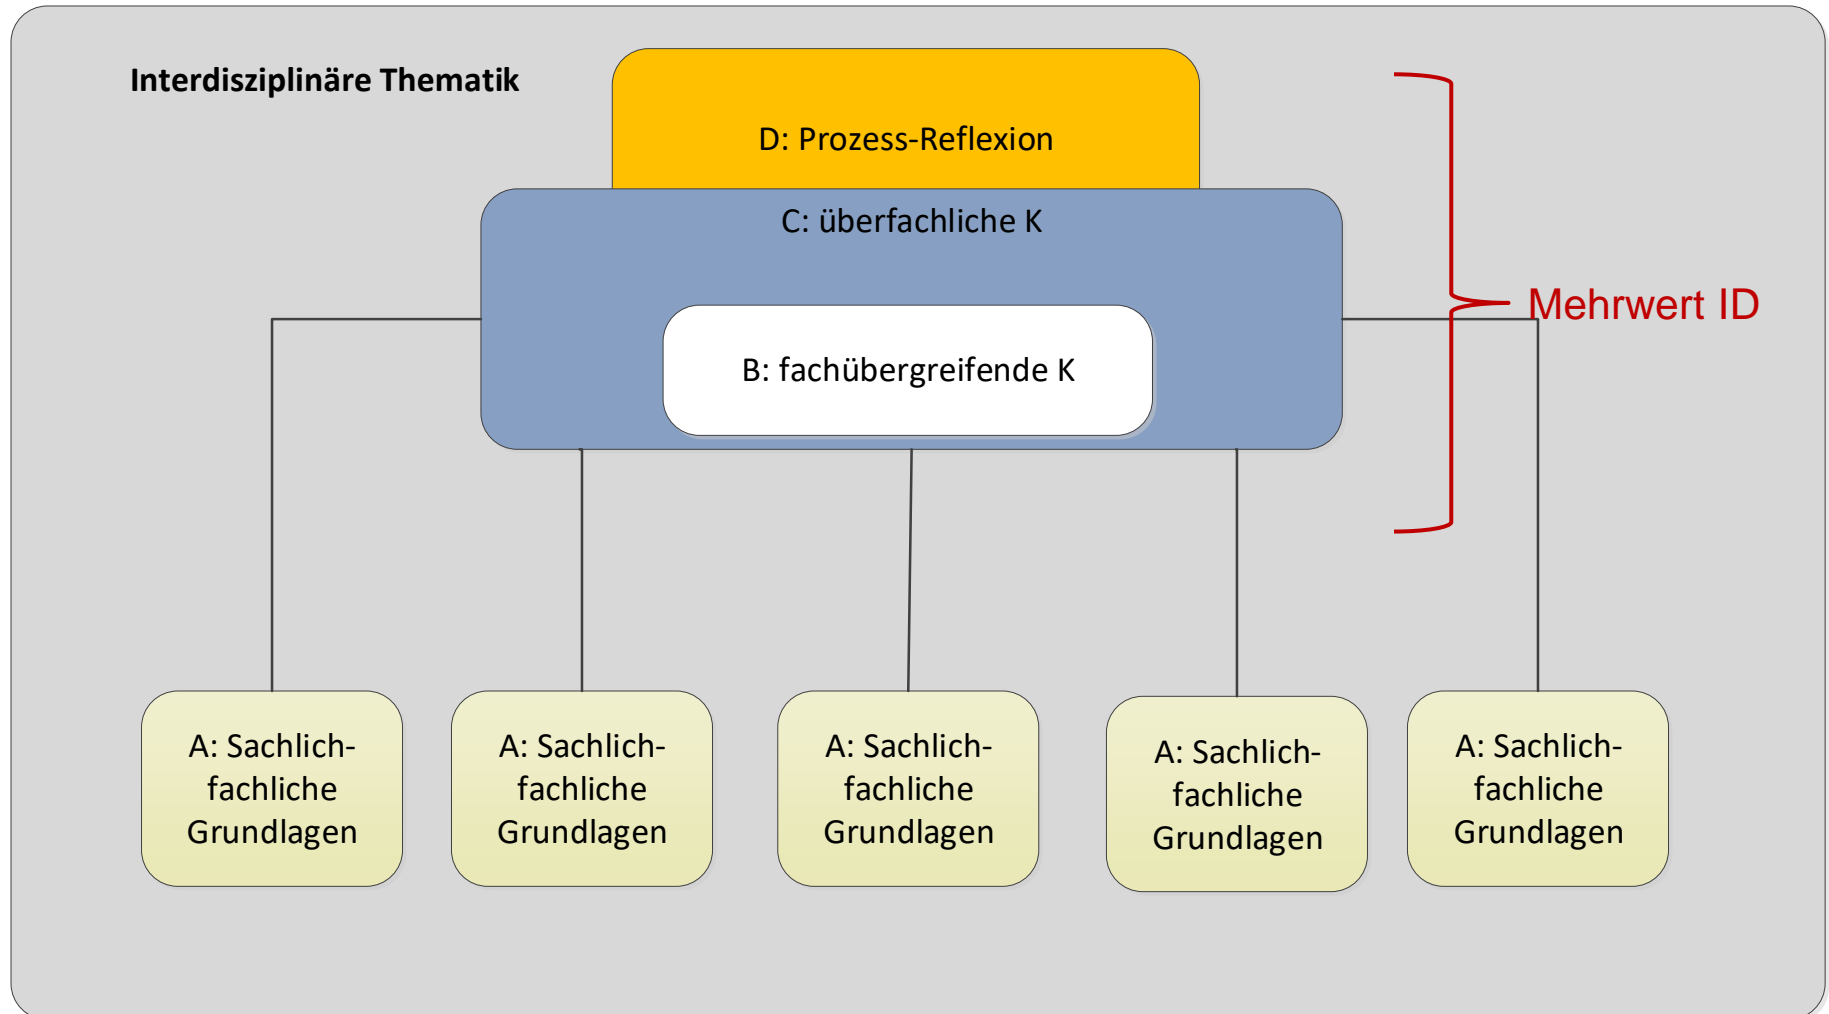 Interdisziplinäre Thematik
D: Prozess-Reflexion
C: überfachliche K
Mehrwert ID
B: fachübergreifende K
A: Sachlich-
fachliche
Grundlagen
A: Sachlich-
fachliche
Grundlagen
A: Sachlich-
fachliche
Grundlagen
A: Sachlich-
fachliche
Grundlagen
A: Sachlich-
fachliche
Grundlagen